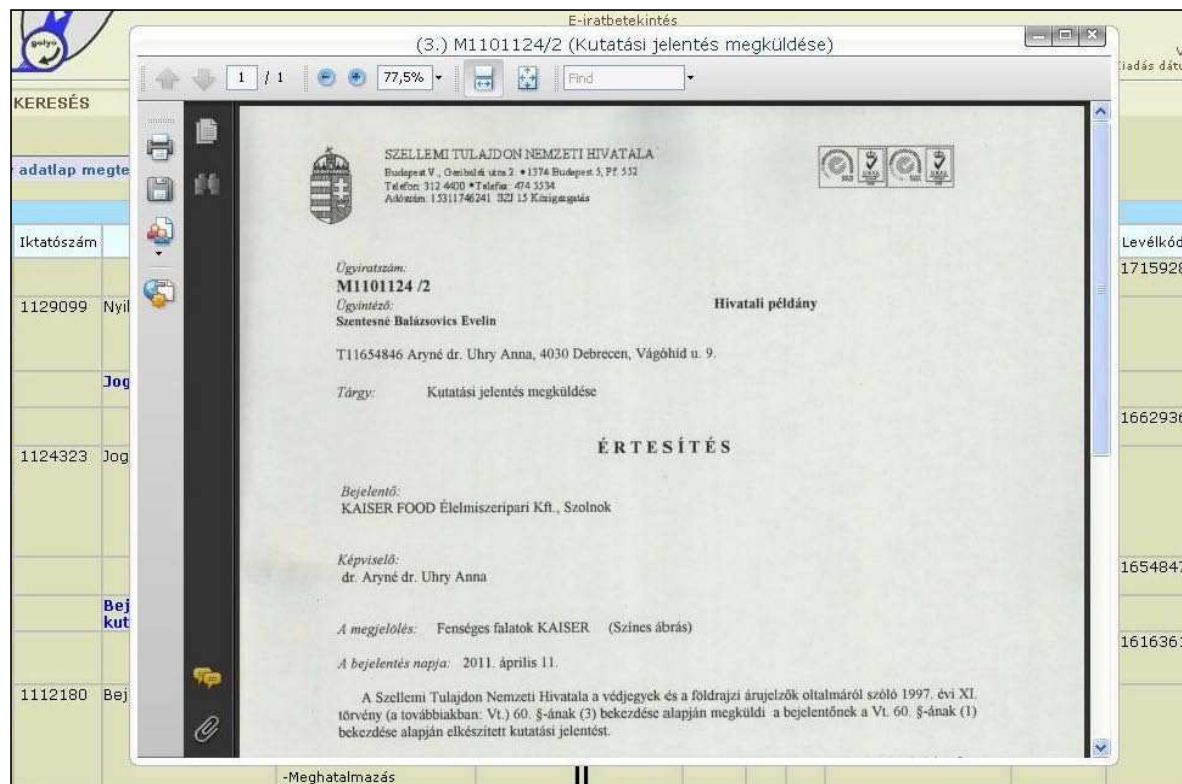 E-iratbetekintés
golyó
(3.) M1101124/2 (Kutatási jelentés megküldése)
1 / 1
77,5%
Find
KERESÉS
adatlap megte
Iktatószám
Levélkód
1715928
1129099 Nyil
Jog
1662936
1124323 Jog
1654847
Bej
kut
1616361
1112180 Bej
-Meghatalmazás
SZELLEMI TULAJDON NEMZETI HIVATALA
Budapest V., Garibaldi utca 2. • 1374 Budapest 5, Pf. 552
Telefon: 312 4400 • Telefax: 474 5534
Adószám: 15311746241 SZJ 15 Közigazgatás
Ügyiratszám:
M1101124 /2
Ügyintéző:
Hivatali példány
Szentesné Balázsovics Evelin
T11654846 Aryné dr. Uhry Anna, 4030 Debrecen, Vágóhíd u. 9.
Tárgy: Kutatási jelentés megküldése
ÉRTESÍTÉS
Bejelentő:
KAISER FOOD Élelmiszeripari Kft., Szolnok
Képviselő:
dr. Aryné dr. Uhry Anna
A megjelölés: Fenséges falatok KAISER (Színes ábrás)
A bejelentés napja: 2011. április 11.
A Szellemi Tulajdon Nemzeti Hivatala a védjegyek és a földrajzi árujelzők oltalmáról szóló 1997. évi XI.
törvény (a továbbiakban: Vt.) 60. §-ának (3) bekezdése alapján megküldi a bejelentőnek a Vt. 60. §-ának (1)
bekezdése alapján elkészített kutatási jelentést.